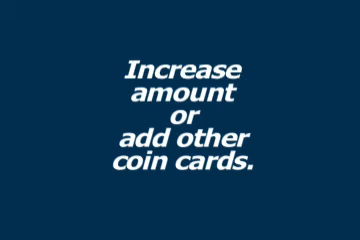 Increase
amount
or
add other
coin cards.